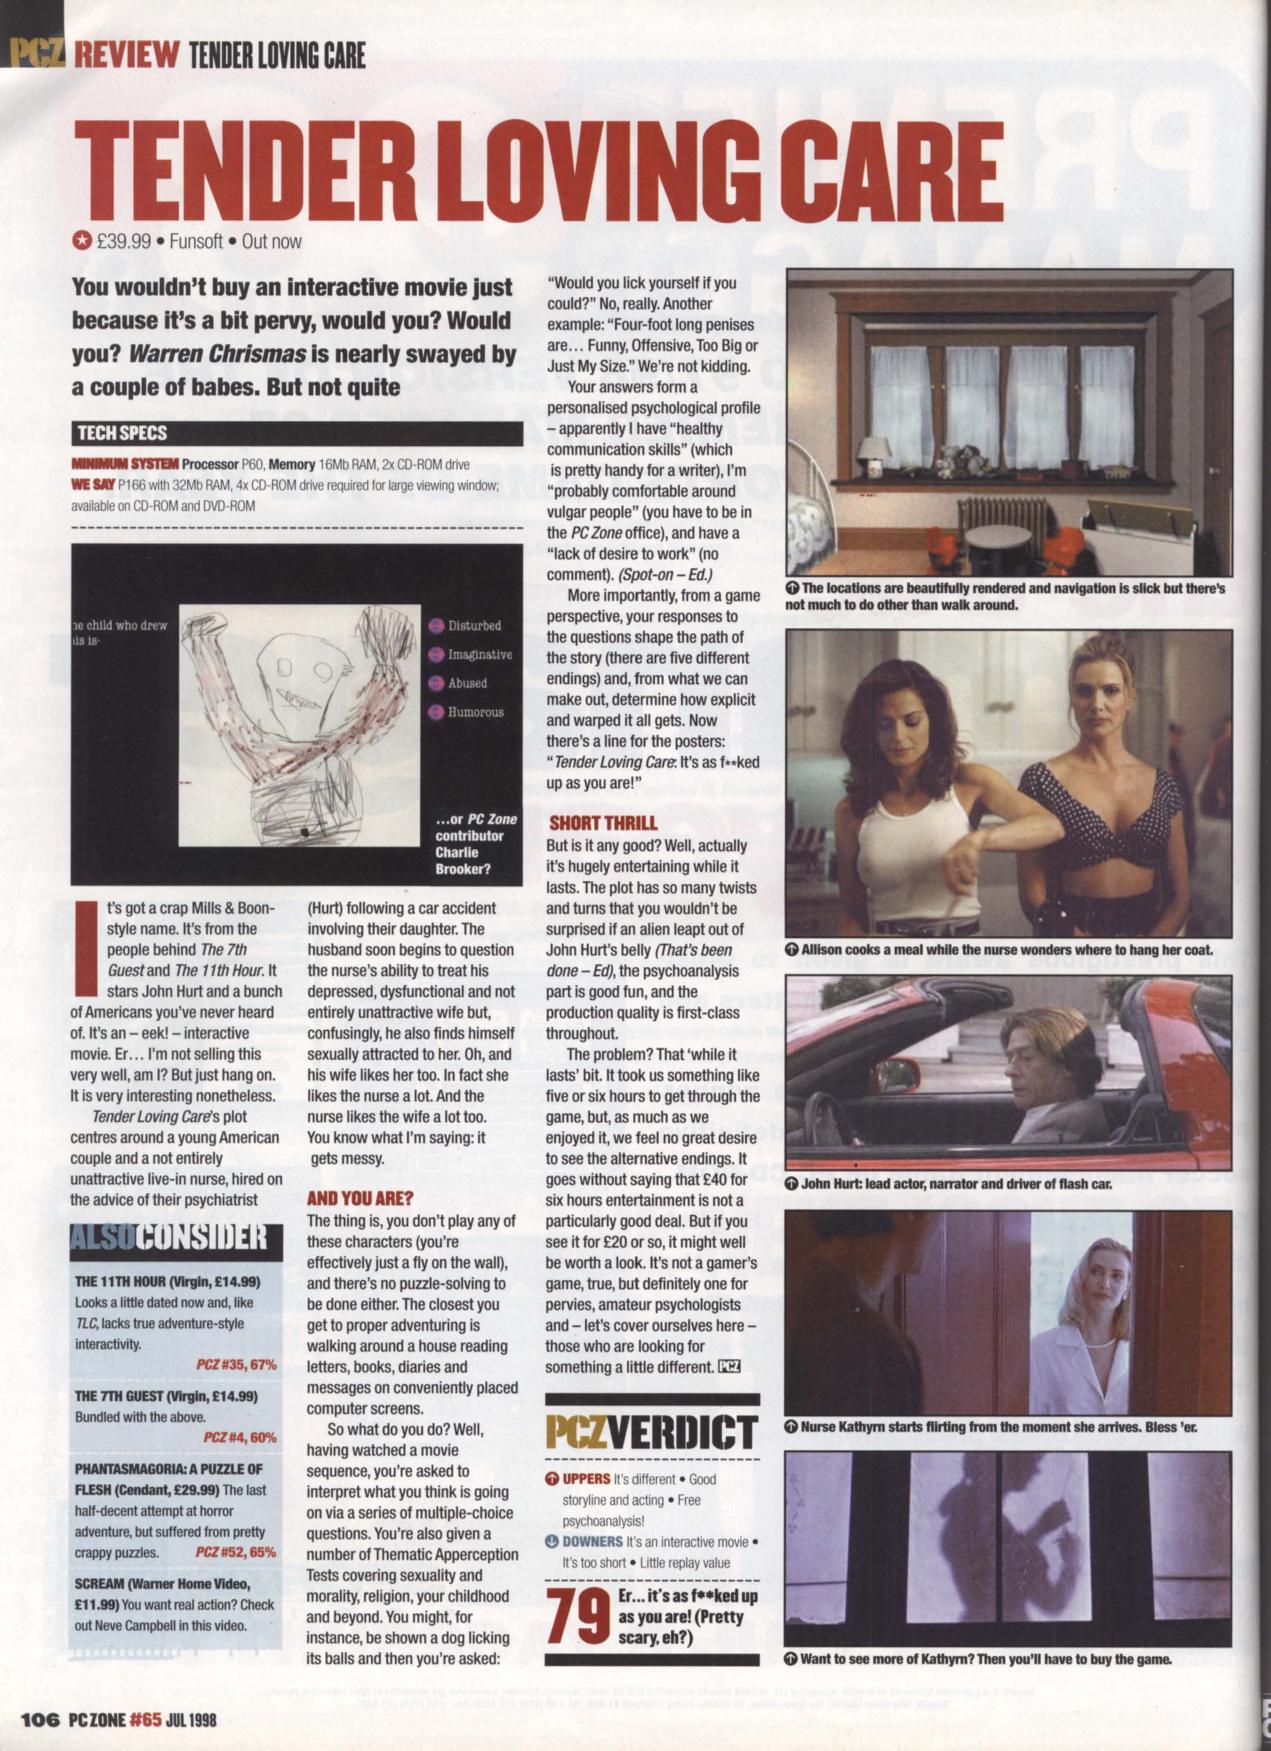 PCZ REVIEW TENDER LOVING CARE
TENDER LOVING CARE
£39.99 • Funsoft • Out now
You wouldn't buy an interactive movie just
because it's a bit pervy, would you? Would
you? Warren Chrismas is nearly swayed by
a couple of babes. But not quite
TECH SPECS
MINIMUM SYSTEM Processor P60, Memory 16Mb RAM, 2x CD-ROM drive
WE SAY P166 with 32Mb RAM, 4x CD-ROM drive required for large viewing window;
available on CD-ROM and DVD-ROM
he child who drew
his is-
Disturbed
Imaginative
Abused
Humorous
...or PC Zone
contributor
Charlie
Brooker?
It's got a crap Mills & Boon-
style name. It's from the
people behind The 7th
Guest and The 11th Hour. It
stars John Hurt and a bunch
of Americans you've never heard
of. It's an – eek! – interactive
movie. Er... I'm not selling this
very well, am I? But just hang on.
It is very interesting nonetheless.
Tender Loving Care's plot
centres around a young American
couple and a not entirely
unattractive live-in nurse, hired on
the advice of their psychiatrist
ALSO CONSIDER
THE 11TH HOUR (Virgin, £14.99)
Looks a little dated now and, like
TLC, lacks true adventure-style
interactivity.
PCZ #35, 67%
THE 7TH GUEST (Virgin, £14.99)
Bundled with the above.
PCZ #4, 60%
PHANTASMAGORIA: A PUZZLE OF
FLESH (Cendant, £29.99) The last
half-decent attempt at horror
adventure, but suffered from pretty
crappy puzzles. PCZ #52, 65%
SCREAM (Warner Home Video,
£11.99) You want real action? Check
out Neve Campbell in this video.
(Hurt) following a car accident
involving their daughter. The
husband soon begins to question
the nurse's ability to treat his
depressed, dysfunctional and not
entirely unattractive wife but,
confusingly, he also finds himself
sexually attracted to her. Oh, and
his wife likes her too. In fact she
likes the nurse a lot. And the
nurse likes the wife a lot too.
You know what I'm saying: it
gets messy.
AND YOU ARE?
The thing is, you don't play any of
these characters (you're
effectively just a fly on the wall),
and there's no puzzle-solving to
be done either. The closest you
get to proper adventuring is
walking around a house reading
letters, books, diaries and
messages on conveniently placed
computer screens.
So what do you do? Well,
having watched a movie
sequence, you're asked to
interpret what you think is going
on via a series of multiple-choice
questions. You're also given a
number of Thematic Apperception
Tests covering sexuality and
morality, religion, your childhood
and beyond. You might, for
instance, be shown a dog licking
its balls and then you're asked:
“Would you lick yourself if you
could?” No, really. Another
example: “Four-foot long penises
are... Funny, Offensive, Too Big or
Just My Size.” We're not kidding.
Your answers form a
personalised psychological profile
– apparently I have “healthy
communication skills” (which
is pretty handy for a writer), I'm
“probably comfortable around
vulgar people” (you have to be in
the PC Zone office), and have a
“lack of desire to work” (no
comment). (Spot-on – Ed.)
More importantly, from a game
perspective, your responses to
the questions shape the path of
the story (there are five different
endings) and, from what we can
make out, determine how explicit
and warped it all gets. Now
there's a line for the posters:
“Tender Loving Care: It's as f**ked
up as you are!”
SHORT THRILL
But is it any good? Well, actually
it's hugely entertaining while it
lasts. The plot has so many twists
and turns that you wouldn't be
surprised if an alien leapt out of
John Hurt's belly (That's been
done – Ed), the psychoanalysis
part is good fun, and the
production quality is first-class
throughout.
The problem? That ‘while it
lasts’ bit. It took us something like
five or six hours to get through the
game, but, as much as we
enjoyed it, we feel no great desire
to see the alternative endings. It
goes without saying that £40 for
six hours entertainment is not a
particularly good deal. But if you
see it for £20 or so, it might well
be worth a look. It's not a gamer's
game, true, but definitely one for
pervies, amateur psychologists
and – let's cover ourselves here –
those who are looking for
something a little different. PCZ
PCZ VERDICT
UPPERS It's different • Good
storyline and acting • Free
psychoanalysis!
DOWNERS It's an interactive movie •
It's too short • Little replay value
79
Er... it's as f**ked up
as you are! (Pretty
scary, eh?)
The locations are beautifully rendered and navigation is slick but there's
not much to do other than walk around.
Allison cooks a meal while the nurse wonders where to hang her coat.
John Hurt: lead actor, narrator and driver of flash car.
Nurse Kathyrn starts flirting from the moment she arrives. Bless 'er.
Want to see more of Kathyrn? Then you'll have to buy the game.
106 PC ZONE #65 JUL 1998